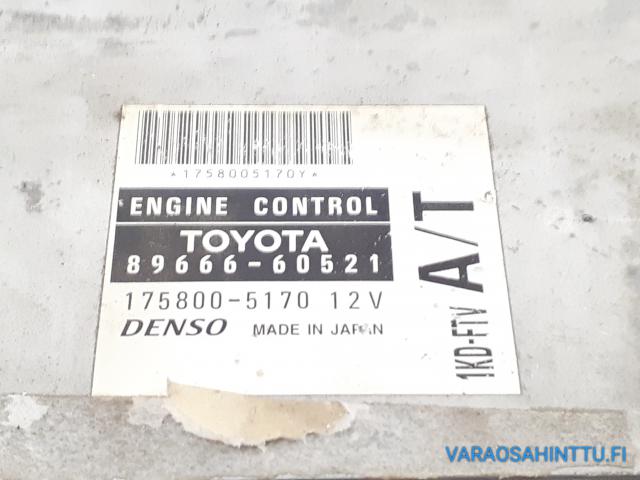 *1758005170Y*
ENGINE CONTROL
TOYOTA
89666-60521
175800-5170 12V
DENSO MADE IN JAPAN
1KD-FTV A/T
VARAOSAHINTTU.FI